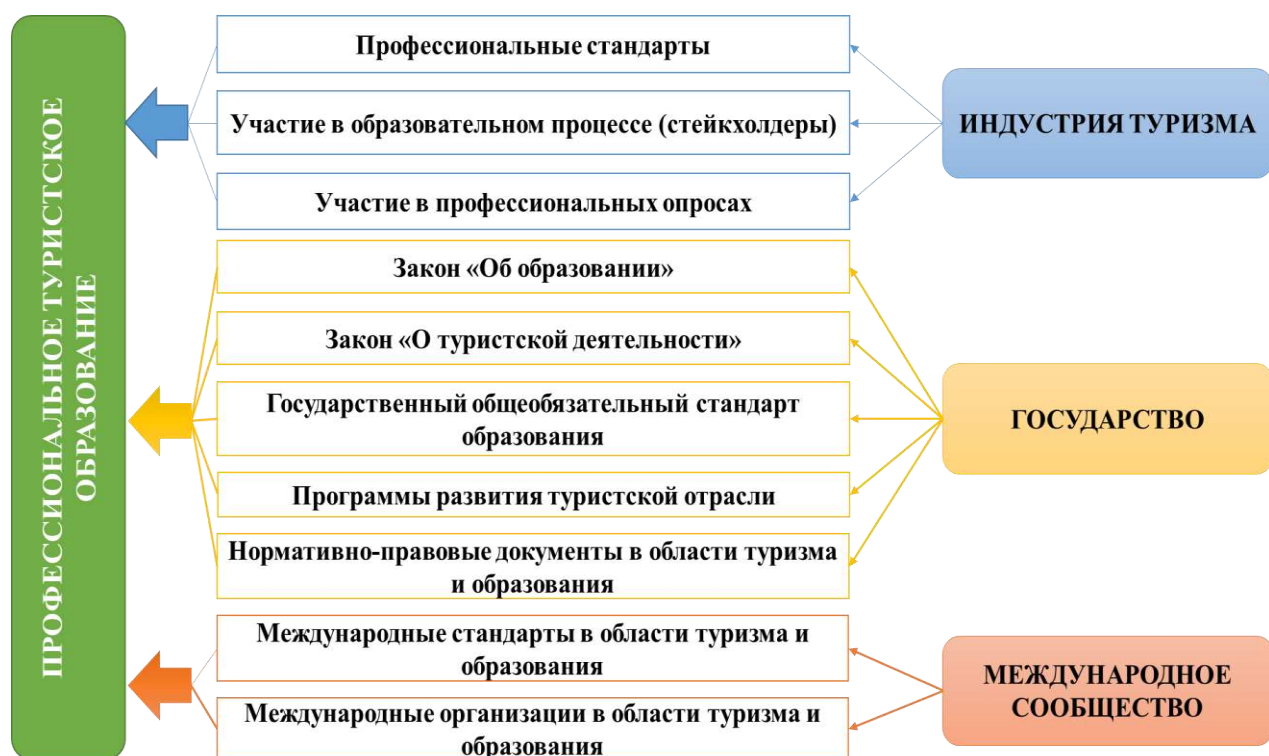 ПРОФЕССИОНАЛЬНОЕ ТУРИСТСКОЕ
ОБРАЗОВАНИЕ
Профессиональные стандарты
Участие в образовательном процессе (стейкхолдеры)
Участие в профессиональных опросах
ИНДУСТРИЯ ТУРИЗМА
Закон «Об образовании»
Закон «О туристской деятельности»
Государственный общеобязательный стандарт
образования
Программы развития туристской отрасли
Нормативно-правовые документы в области туризма
и образования
ГОСУДАРСТВО
Международные стандарты в области туризма и
образования
Международные организации в области туризма и
образования
МЕЖДУНАРОДНОЕ
СООБЩЕСТВО